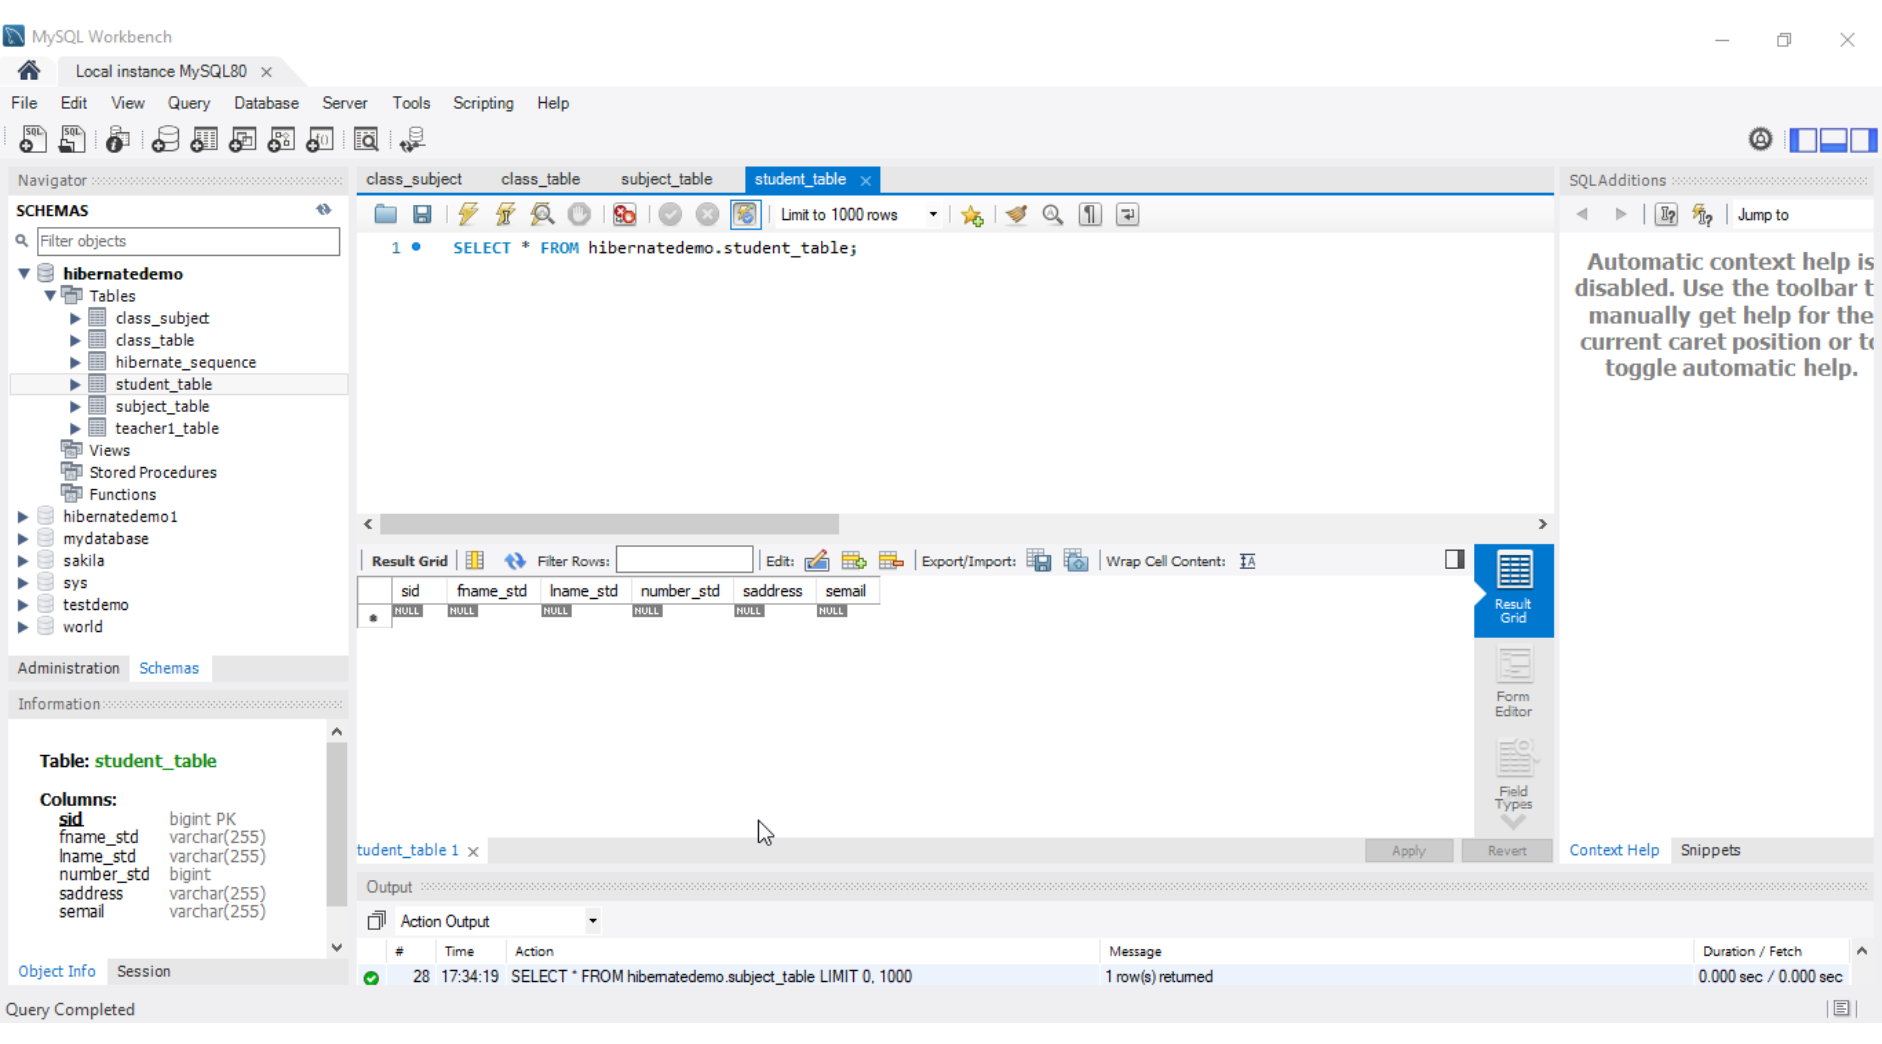 MySQL Workbench
Local instance MySQL80
File Edit View Query Database Server Tools Scripting Help
Navigator
SCHEMAS
Filter objects
hibernatedemo
Tables
class_subject
class_table
hibernate_sequence
student_table
subject_table
teacher1_table
Views
Stored Procedures
Functions
hibernatedemo1
mydatabase
sakila
sys
testdemo
world
Administration Schemas
Information
Table: student_table
Columns:
sid bigint PK
fname_std varchar(255)
lname_std varchar(255)
number_std bigint
saddress varchar(255)
semail varchar(255)
Object Info Session
class_subject class_table subject_table student_table
Limit to 1000 rows
1 SELECT * FROM hibernatedemo.student_table;
Result Grid Filter Rows: Edit: Export/Import: Wrap Cell Content:
sid fname_std lname_std number_std saddress semail
NULL NULL NULL NULL NULL NULL
Result
Grid
Form
Editor
Field
Types
tudent_table 1
Apply Revert
SQLAdditions
Jump to
Automatic context help is
disabled. Use the toolbar t
manually get help for the
current caret position or to
toggle automatic help.
Context Help Snippets
Output
Action Output
# Time Action Message Duration / Fetch
28 17:34:19 SELECT * FROM hibernatedemo.subject_table LIMIT 0, 1000 1 row(s) returned 0.000 sec / 0.000 sec
Query Completed